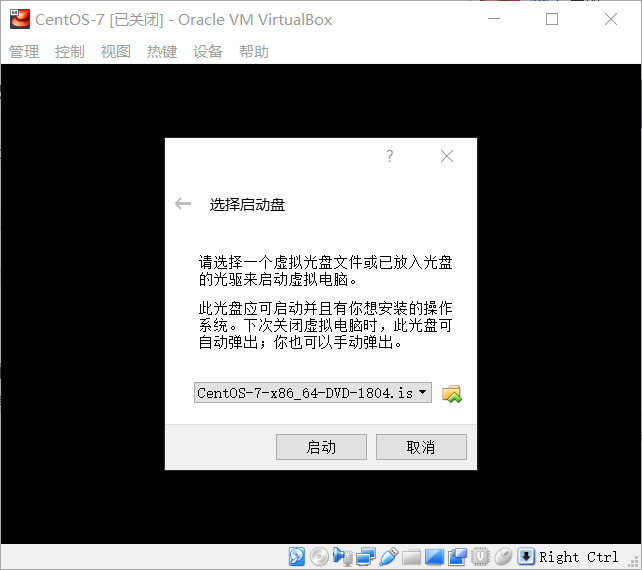 CentOS-7 [已关闭] - Oracle VM VirtualBox
管理 控制 视图 热键 设备 帮助
?
选择启动盘
请选择一个虚拟光盘文件或已放入光盘
的光驱来启动虚拟电脑。
此光盘应可启动并且有你想安装的操作
系统。下次关闭虚拟电脑时，此光盘可
自动弹出；你也可以手动弹出。
CentOS-7-x86_64-DVD-1804.is
启动 取消
Right Ctrl